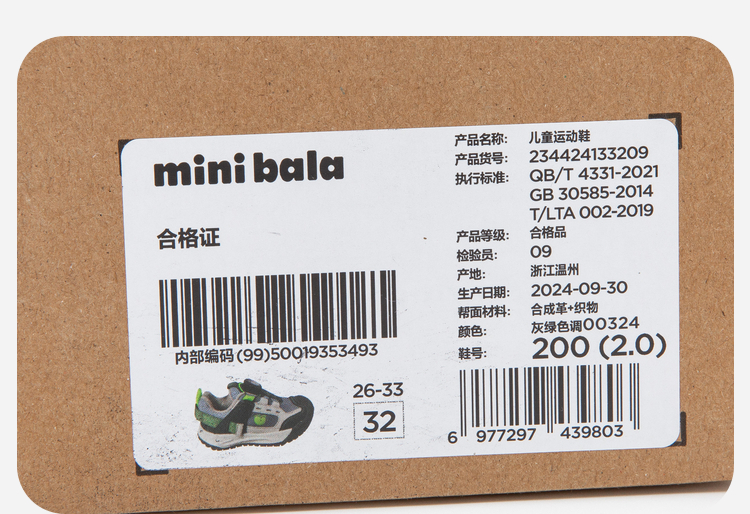 mini bala
合格证
内部编码(99)50019353493
26-33
32
产品名称: 儿童运动鞋
产品货号: 234424133209
执行标准: QB/T 4331-2021
GB 30585-2014
T/LTA 002-2019
产品等级: 合格品
检验员: 09
产地: 浙江温州
生产日期: 2024-09-30
帮面材料: 合成革+织物
颜色: 灰绿色调00324
鞋号: 200 (2.0)
6 977297 439803